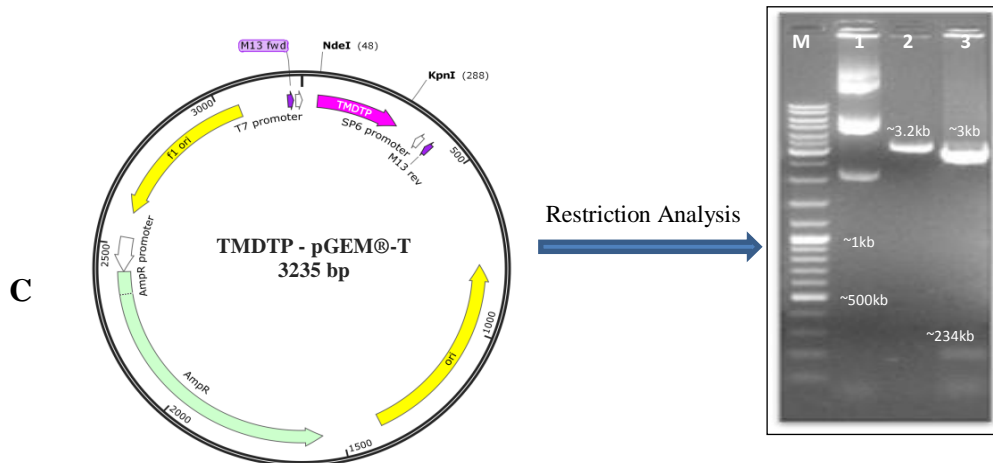 C
M13 fwd
NdeI (48)
KpnI (288)
T7 promoter
TMDTP
SP6 promoter
M13 rev
500
1000
ori
1500
2000
AmpR
AmpR promoter
2500
f1 ori
3000
TMDTP - pGEM®-T
3235 bp
Restriction Analysis
M 1 2 3
~3.2kb
~3kb
~1kb
~500kb
~234kb